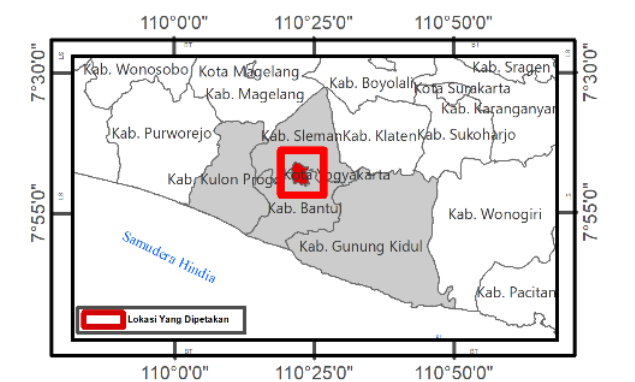 110°0'0" 110°25'0" 110°50'0"
BT BT
7°30'0" 7°30'0"
Kab. Wonosobo Kota Magelang Kab. Boyolali Kab. Sragen
Kab. Magelang Kota Surakarta
Kab. Karanganyar
Kab. Purworejo Kab. Sleman Kab. Klaten Kab. Sukoharjo
Kab. Kulon Progo Kota Yogyakarta
7°55'0" 7°55'0"
Kab. Bantul Kab. Wonogiri
Samudera Hindia
Kab. Gunung Kidul
Kab. Pacitan
Lokasi Yang Dipetakan
BT
110°0'0" 110°25'0" 110°50'0"